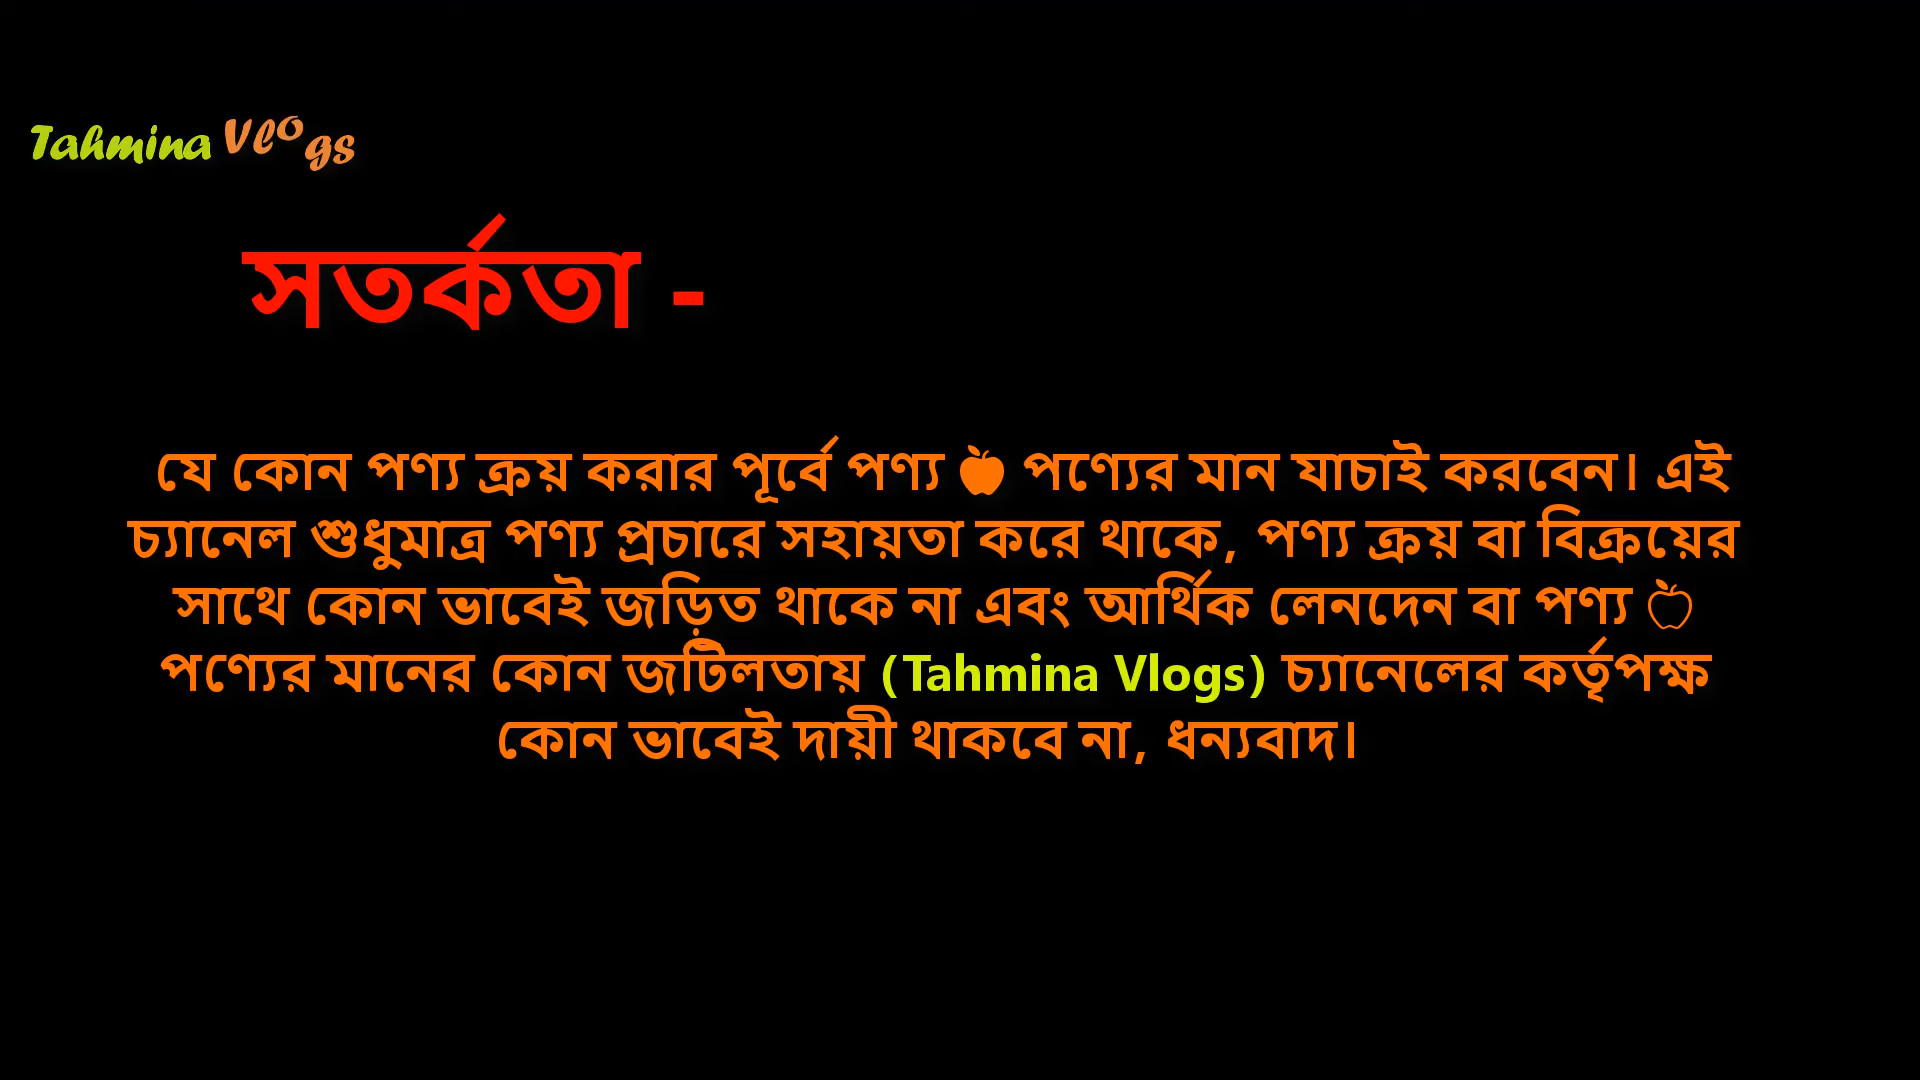 Tahmina Vlogs
সতর্কতা -
যে কোন পণ্য ক্রয় করার পূর্বে পণ্য 🍎 পণ্যের মান যাচাই করবেন। এই
চ্যানেল শুধুমাত্র পণ্য প্রচারে সহায়তা করে থাকে, পণ্য ক্রয় বা বিক্রয়ের
সাথে কোন ভাবেই জড়িত থাকে না এবং আর্থিক লেনদেন বা পণ্য 🍎
পণ্যের মানের কোন জটিলতায় (Tahmina Vlogs) চ্যানেলের কর্তৃপক্ষ
কোন ভাবেই দায়ী থাকবে না, ধন্যবাদ।